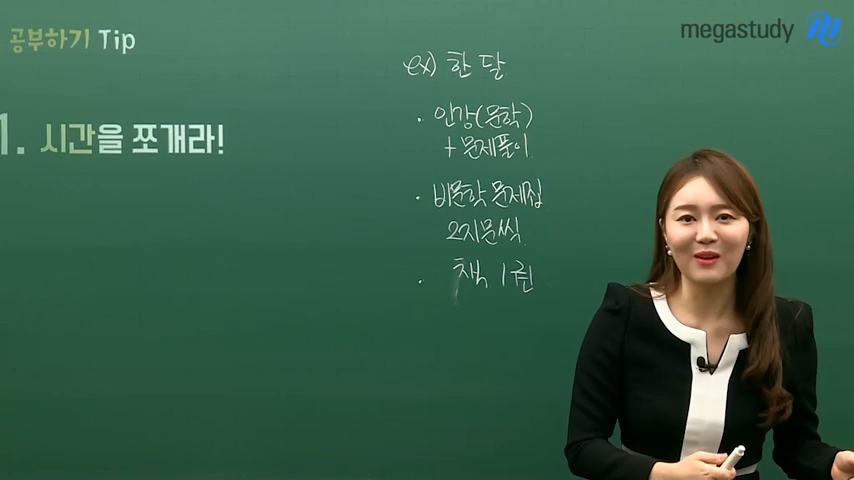 공부하기 Tip
megastudy
1. 시간을 쪼개라!
ex) 한 달
· 인강(문학)
+ 문제풀이
· 비문학 문제집
2지문씩
· 책 1권